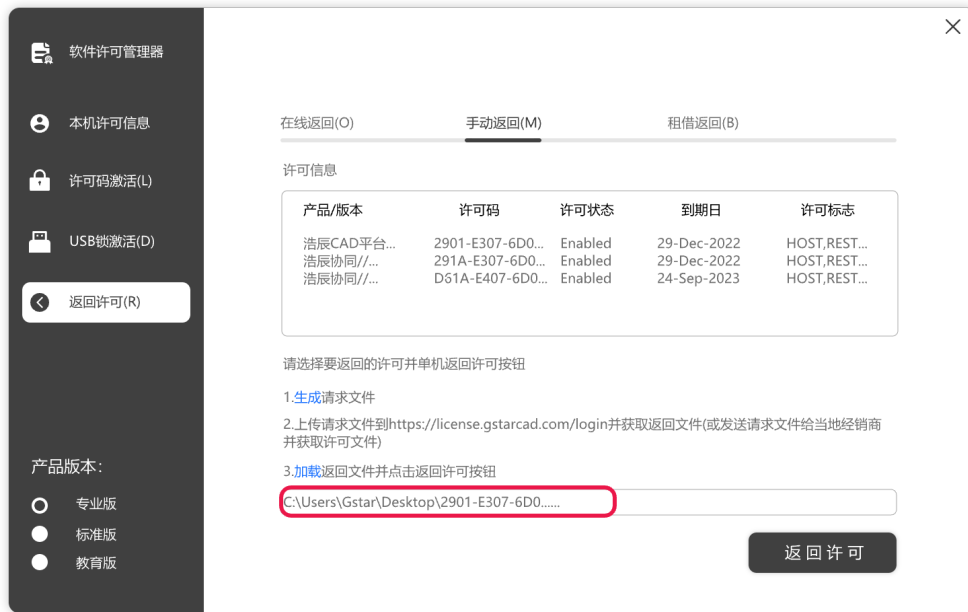 软件许可管理器
本机许可信息
许可码激活(L)
USB锁激活(D)
返回许可(R)
产品版本：
专业版
标准版
教育版
在线返回(O) 手动返回(M) 租借返回(B)
许可信息
产品/版本 许可码 许可状态 到期日 许可标志
浩辰CAD平台... 2901-E307-6D0... Enabled 29-Dec-2022 HOST,REST...
浩辰协同//... 291A-E307-6D0... Enabled 29-Dec-2022 HOST,REST...
浩辰协同//... D61A-E407-6D0... Enabled 24-Sep-2023 HOST,REST...
请选择要返回的许可并单机返回许可按钮
1.生成请求文件
2.上传请求文件到https://license.gstarcad.com/login并获取返回文件(或发送请求文件给当地经销商
并获取许可文件)
3.加载返回文件并点击返回许可按钮
C:\Users\Gstar\Desktop\2901-E307-6D0......
返回许可